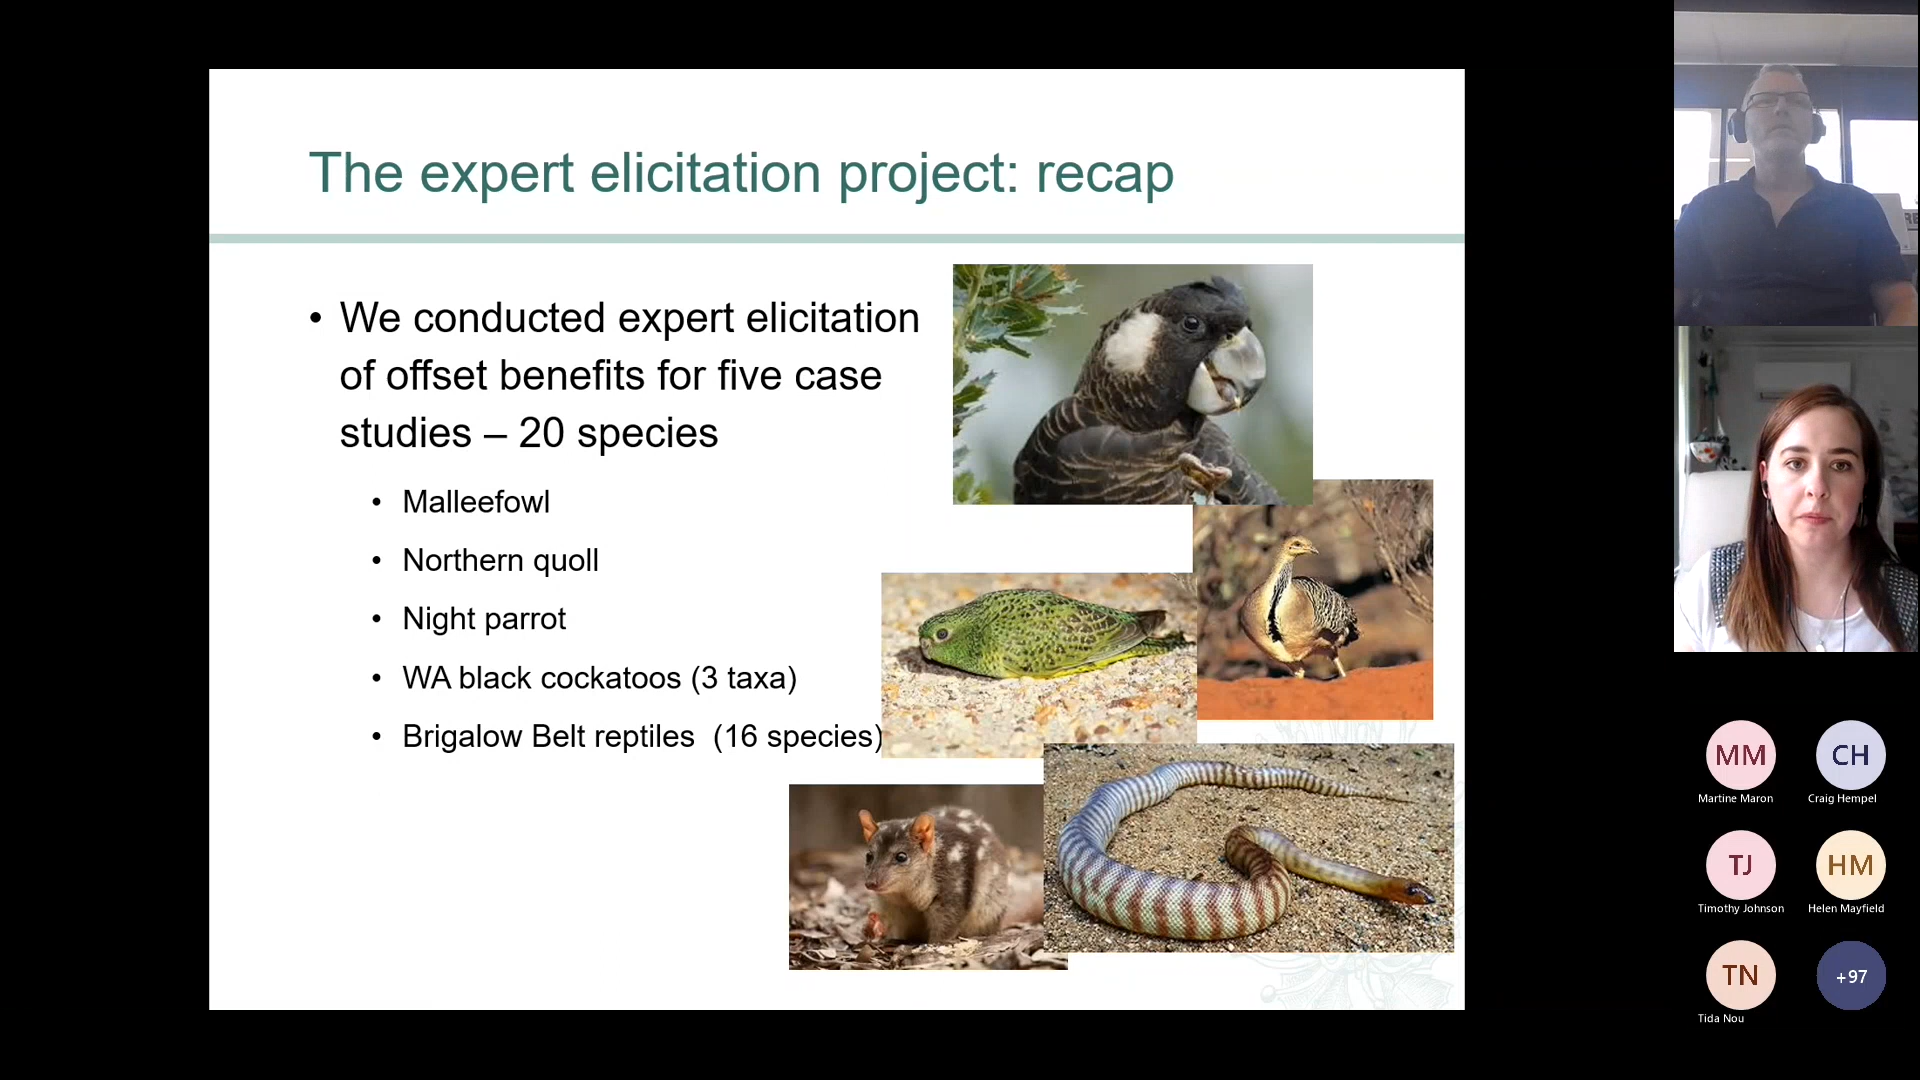 The expert elicitation project: recap
• We conducted expert elicitation
of offset benefits for five case
studies – 20 species
• Malleefowl
• Northern quoll
• Night parrot
• WA black cockatoos (3 taxa)
• Brigalow Belt reptiles (16 species)
MM
Martine Maron
CH
Craig Hempel
TJ
Timothy Johnson
HM
Helen Mayfield
TN
Tida Nou
+97